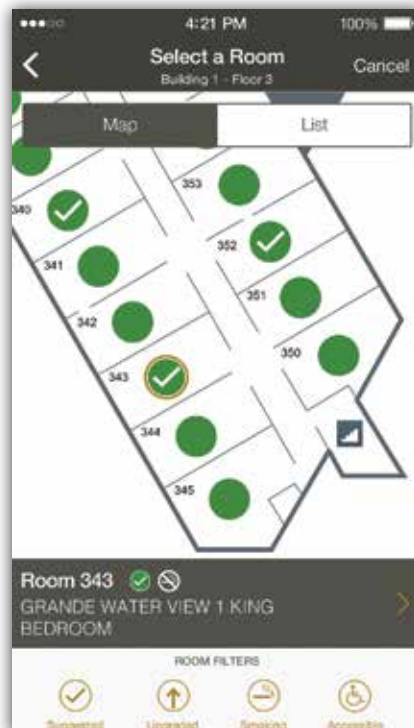 4:21 PM
100%
Select a Room
Cancel
Building 1 - Floor 3
Map
List
353
340
352
341
351
342
350
343
344
345
Room 343
GRANDE WATER VIEW 1 KING
BEDROOM
ROOM FILTERS
Suggested
Upgraded
Smoking
Accessible